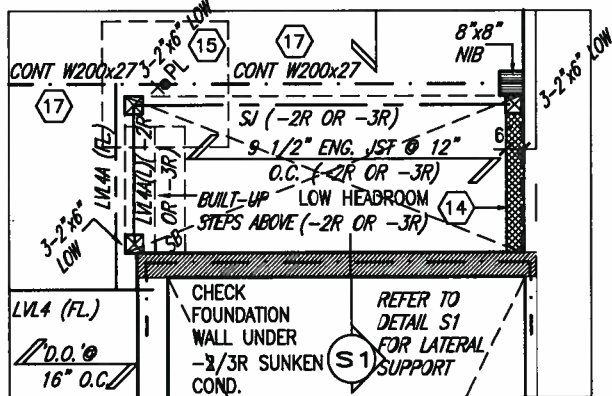 3-2"x6" LOW
15
17
8"x8"
NIB
CONT W200x27
PL
CONT W200x27
3-2"x6" LOW
17
SJ (-2R OR -3R)
9 1/2" ENG. JST @ 12"
O.C. (-2R OR -3R)
6
LVL4A (FL)
LVL4A(L)(-2R
OR -3R)
BUILT-UP
STEPS ABOVE (-2R OR -3R)
LOW HEADROOM
14
3-2"x6"
LOW
5B
LVL4 (FL.)
'D.O.'@
16" O.C.
CHECK
FOUNDATION
WALL UNDER
-2/3R SUNKEN
COND.
S1
REFER TO
DETAIL S1
FOR LATERAL
SUPPORT